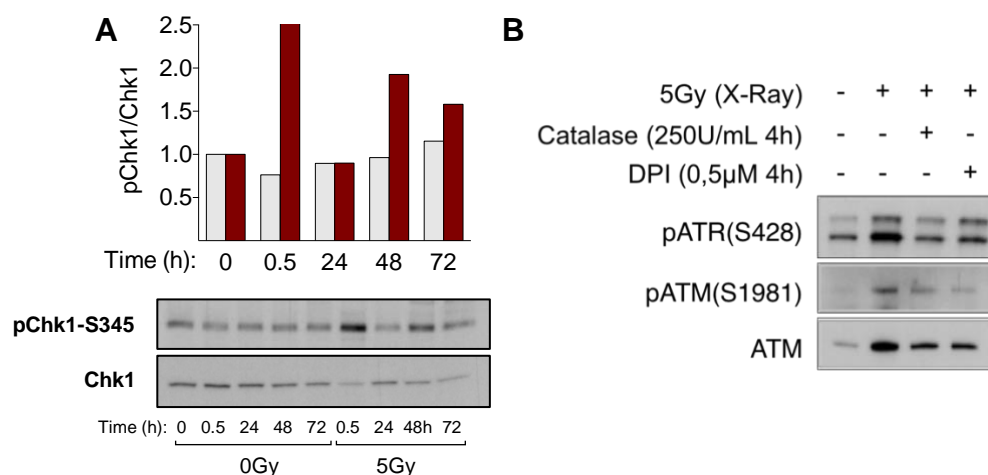 A
pChk1/Chk1
2.5
2.0
1.5
1.0
0.5
Time (h): 0 0.5 24 48 72
pChk1-S345
Chk1
Time (h): 0 0.5 24 48 72 0.5 24 48h 72
0Gy 5Gy
B
5Gy (X-Ray) - + + +
Catalase (250U/mL 4h) - - + -
DPI (0,5µM 4h) - - - +
pATR(S428)
pATM(S1981)
ATM